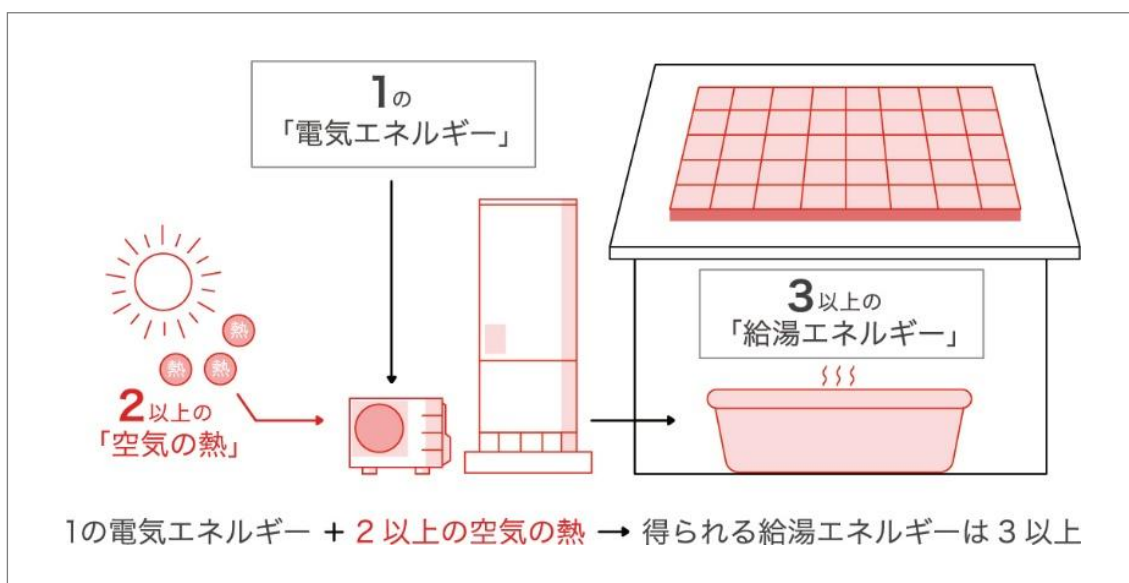 1の
「電気エネルギー」
3以上の
「給湯エネルギー」
熱
熱
熱
2以上の
「空気の熱」
1の電気エネルギー + 2以上の空気の熱 → 得られる給湯エネルギーは3以上